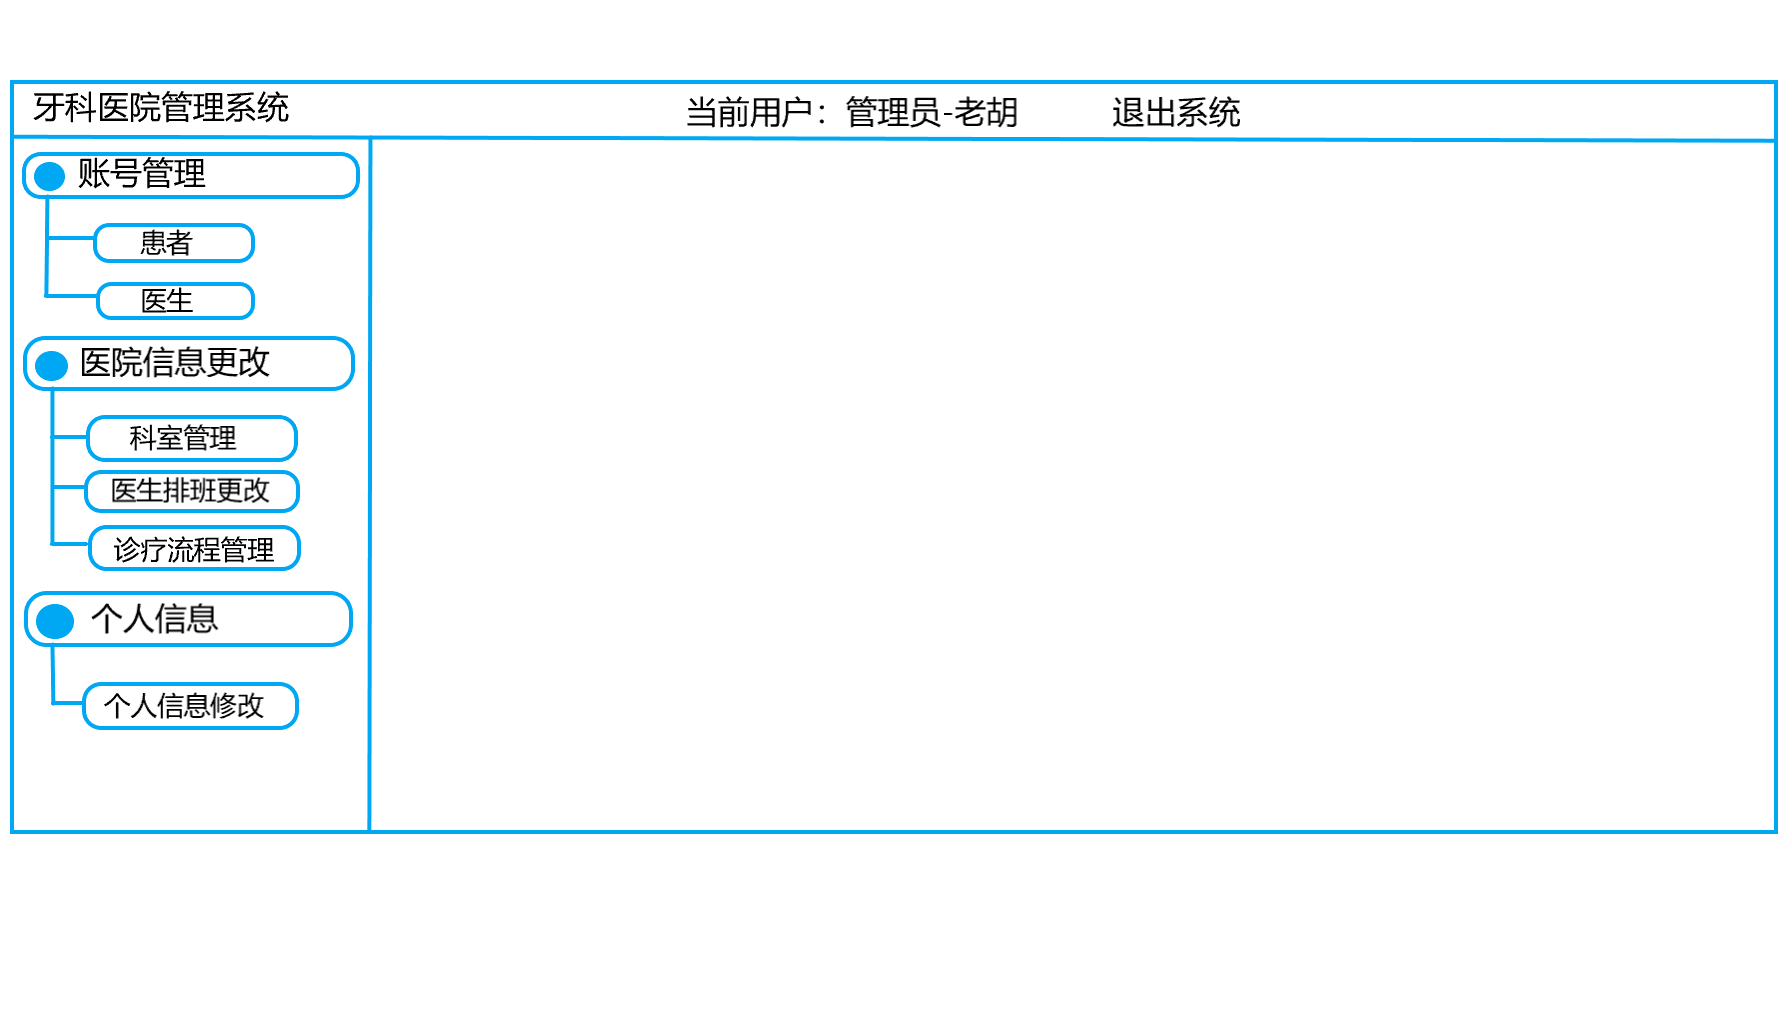 牙科医院管理系统
当前用户：管理员-老胡 退出系统
账号管理
患者
医生
医院信息更改
科室管理
医生排班更改
诊疗流程管理
个人信息
个人信息修改